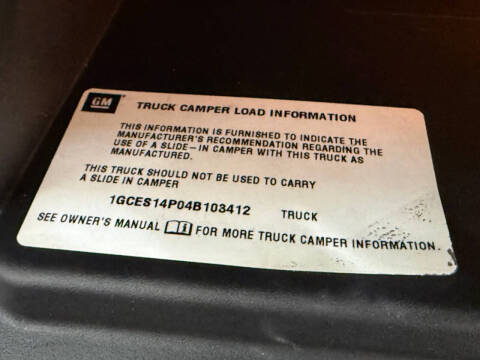 GM
TRUCK CAMPER LOAD INFORMATION
THIS INFORMATION IS FURNISHED TO INDICATE THE
MANUFACTURER'S RECOMMENDATION REGARDING THE
USE OF A SLIDE-IN CAMPER WITH THIS TRUCK AS
MANUFACTURED.
THIS TRUCK SHOULD NOT BE USED TO CARRY
A SLIDE IN CAMPER
1GCES14P04B103412 TRUCK
SEE OWNER'S MANUAL FOR MORE TRUCK CAMPER INFORMATION.